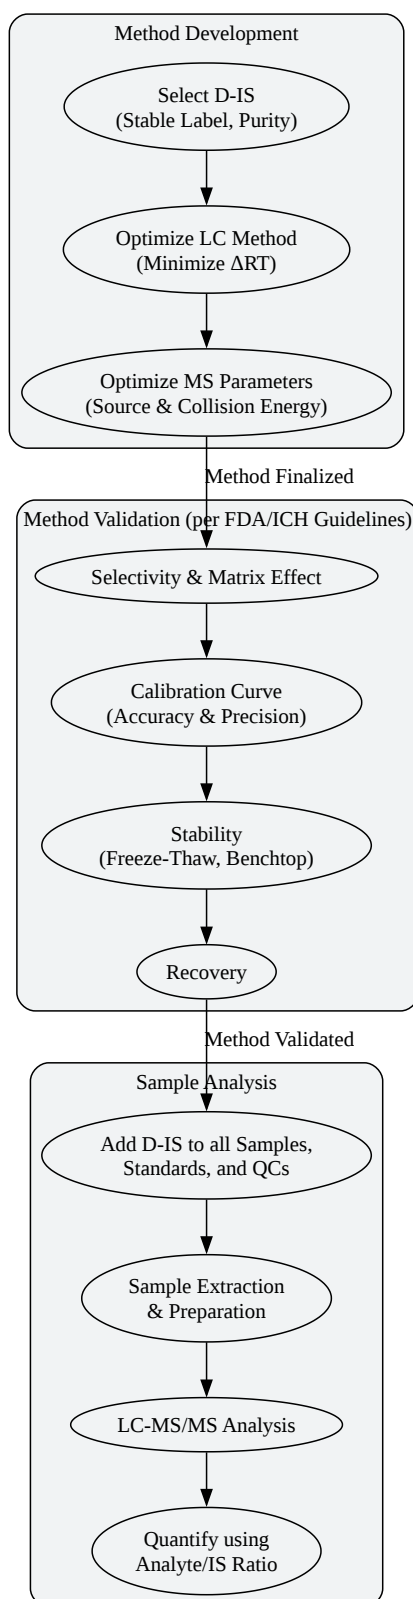 Method Development
Select D-IS
(Stable Label, Purity)
Optimize LC Method
(Minimize ΔRT)
Optimize MS Parameters
(Source & Collision Energy)
Method Finalized
Method Validation (per FDA/ICH Guidelines)
Selectivity & Matrix Effect
Calibration Curve
(Accuracy & Precision)
Stability
(Freeze-Thaw, Benchtop)
Recovery
Method Validated
Sample Analysis
Add D-IS to all Samples,
Standards, and QCs
Sample Extraction
& Preparation
LC-MS/MS Analysis
Quantify using
Analyte/IS Ratio